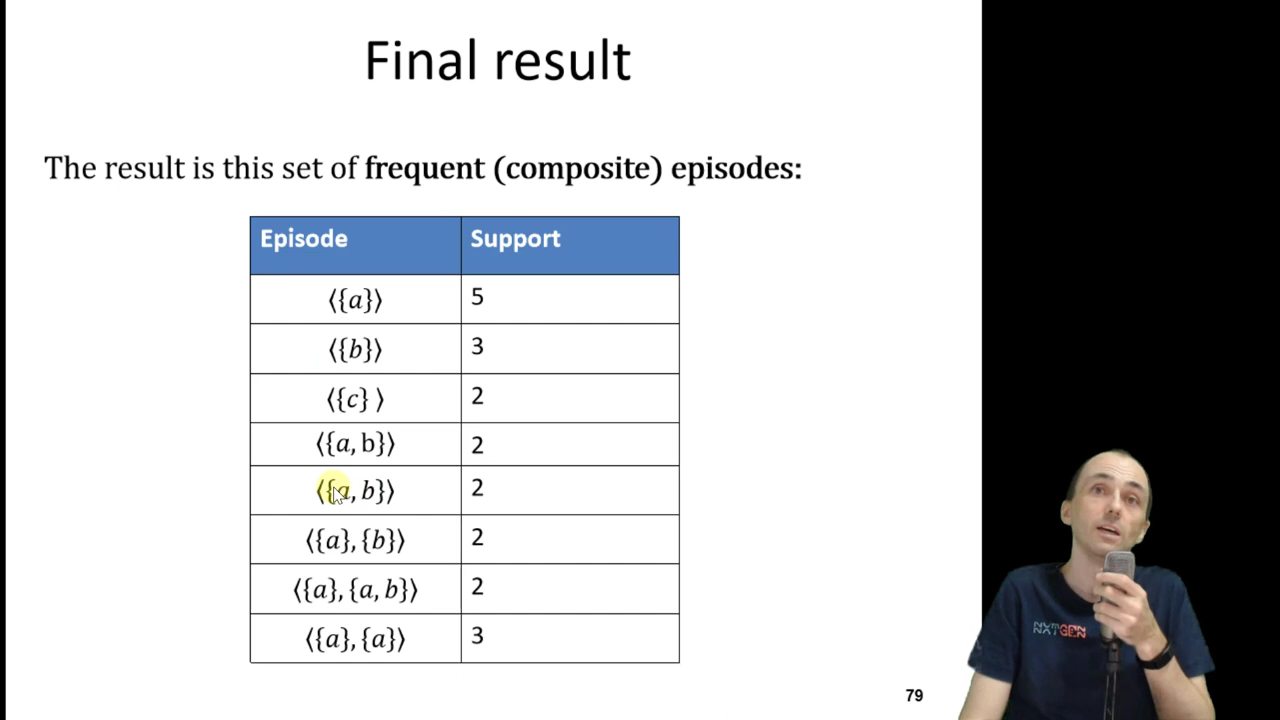 Final result
The result is this set of frequent (composite) episodes:
Episode Support
⟨{a}⟩ 5
⟨{b}⟩ 3
⟨{c} ⟩ 2
⟨{a, b}⟩ 2
⟨{a, b}⟩ 2
⟨{a}, {b}⟩ 2
⟨{a}, {a, b}⟩ 2
⟨{a}, {a}⟩ 3
79